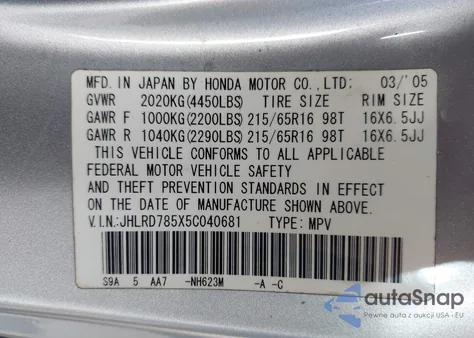 MFD. IN JAPAN BY HONDA MOTOR CO., LTD: 03/'05
GVWR 2020KG(4450LBS) TIRE SIZE RIM SIZE
GAWR F 1000KG(2200LBS) 215/65R16 98T 16X6.5JJ
GAWR R 1040KG(2290LBS) 215/65R16 98T 16X6.5JJ
THIS VEHICLE CONFORMS TO ALL APPLICABLE
FEDERAL MOTOR VEHICLE SAFETY
AND THEFT PREVENTION STANDARDS IN EFFECT
ON THE DATE OF MANUFACTURE SHOWN ABOVE.
V.I.N.:JHLRD785X5C040681 TYPE: MPV
S9A 5 AA7 -NH623M -A -C
autaSnap
Pewne auta z USA - EU